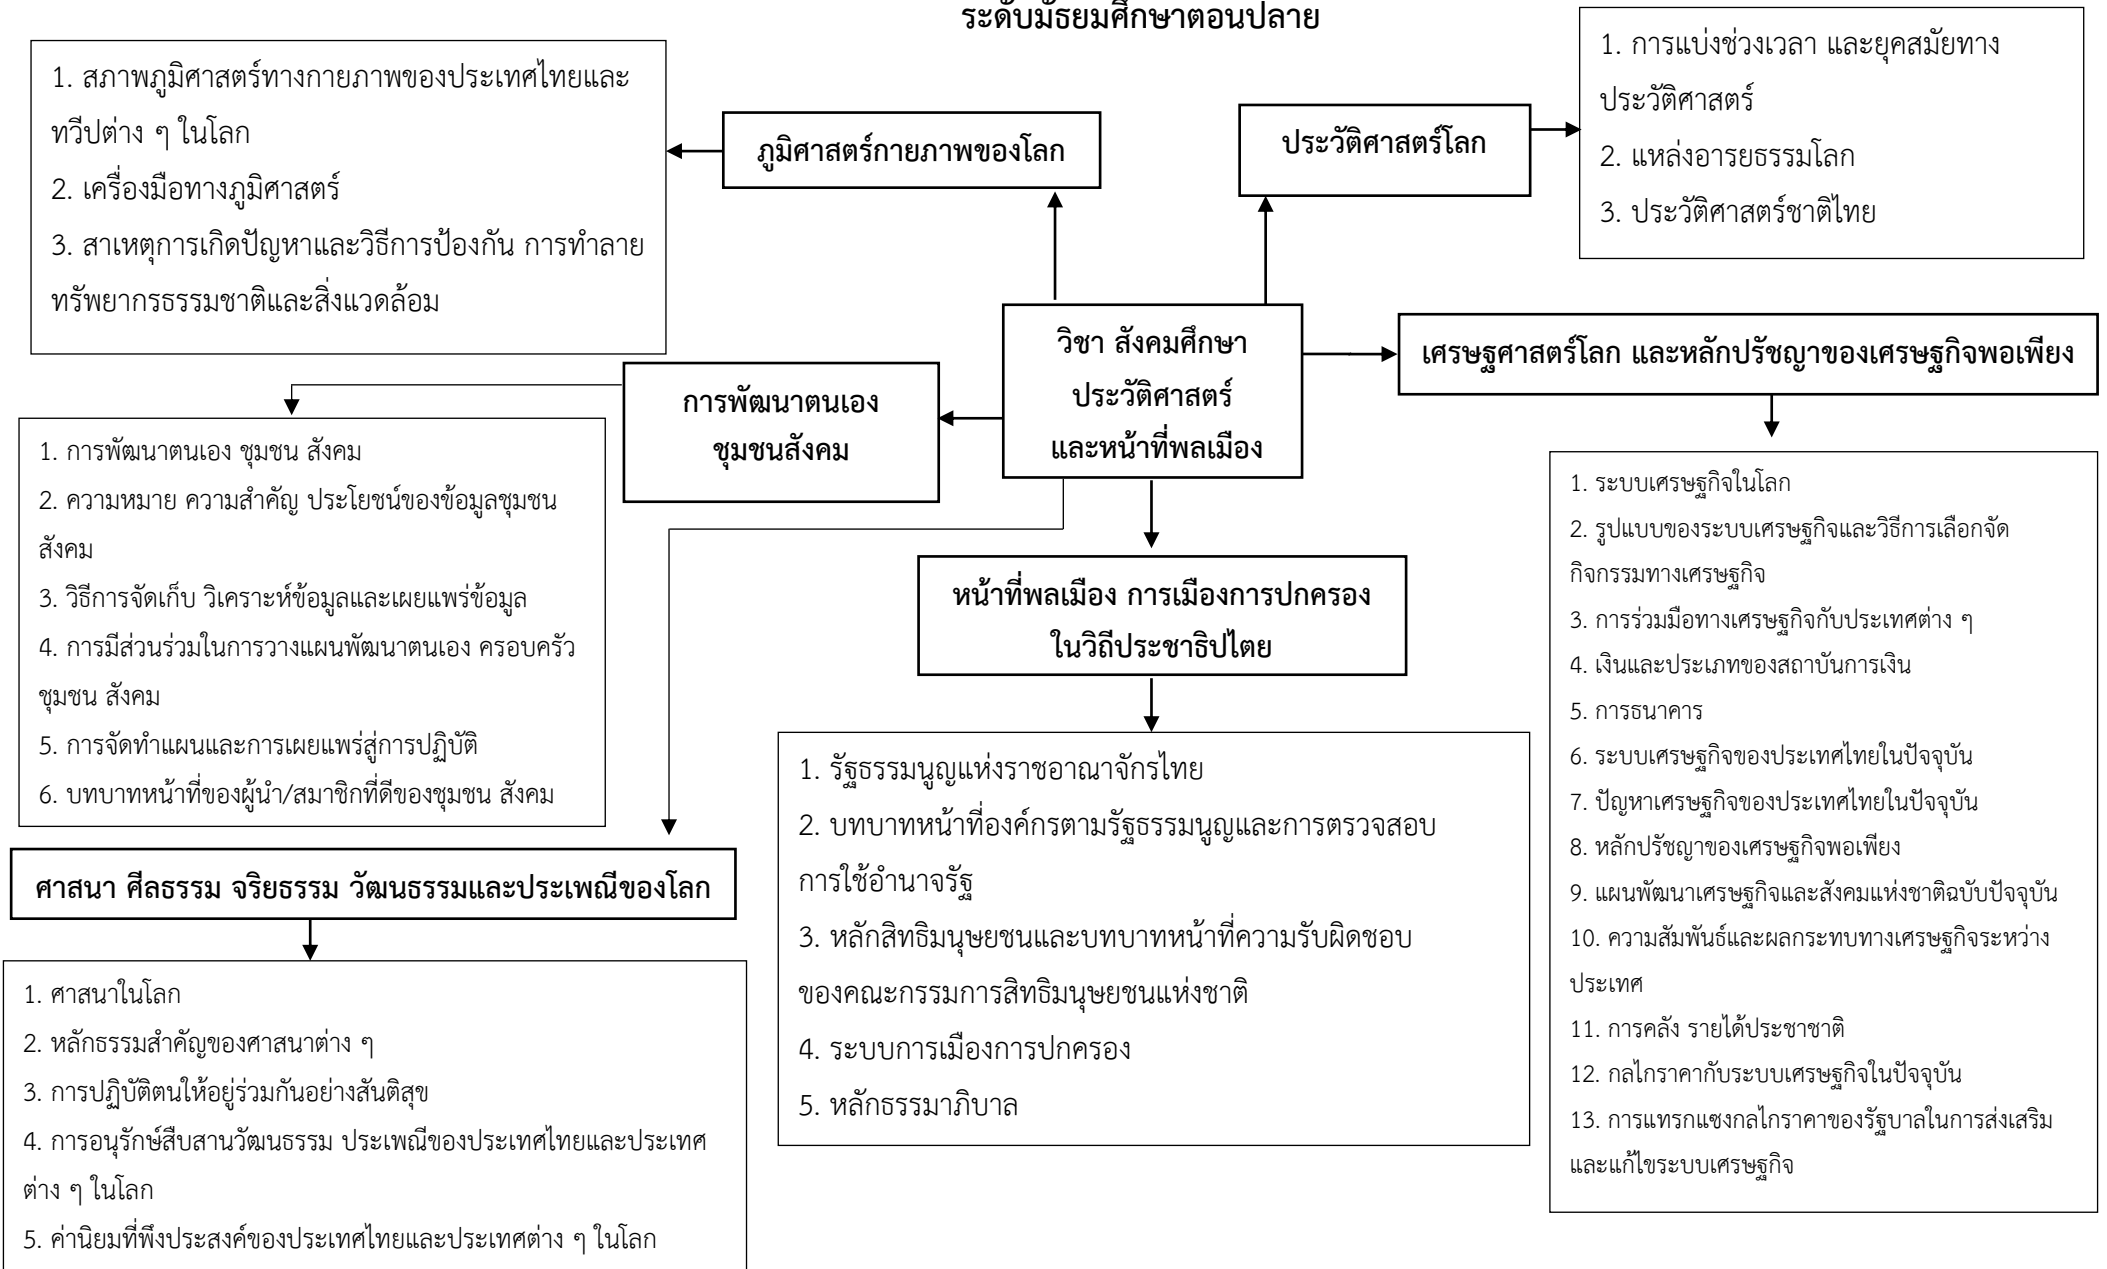 ระดับมัธยมศึกษาตอนปลาย
1. สภาพภูมิศาสตร์ทางกายภาพของประเทศไทยและ
ทวีปต่าง ๆ ในโลก
2. เครื่องมือทางภูมิศาสตร์
3. สาเหตุการเกิดปัญหาและวิธีการป้องกัน การทำลาย
ทรัพยากรธรรมชาติและสิ่งแวดล้อม
ภูมิศาสตร์กายภาพของโลก
ประวัติศาสตร์โลก
1. การแบ่งช่วงเวลา และยุคสมัยทาง
ประวัติศาสตร์
2. แหล่งอารยธรรมโลก
3. ประวัติศาสตร์ชาติไทย
วิชา สังคมศึกษา
ประวัติศาสตร์
และหน้าที่พลเมือง
เศรษฐศาสตร์โลก และหลักปรัชญาของเศรษฐกิจพอเพียง
การพัฒนาตนเอง
ชุมชนสังคม
1. การพัฒนาตนเอง ชุมชน สังคม
2. ความหมาย ความสำคัญ ประโยชน์ของข้อมูลชุมชน
สังคม
3. วิธีการจัดเก็บ วิเคราะห์ข้อมูลและเผยแพร่ข้อมูล
4. การมีส่วนร่วมในการวางแผนพัฒนาตนเอง ครอบครัว
ชุมชน สังคม
5. การจัดทำแผนและการเผยแพร่สู่การปฏิบัติ
6. บทบาทหน้าที่ของผู้นำ/สมาชิกที่ดีของชุมชน สังคม
หน้าที่พลเมือง การเมืองการปกครอง
ในวิถีประชาธิปไตย
1. รัฐธรรมนูญแห่งราชอาณาจักรไทย
2. บทบาทหน้าที่องค์กรตามรัฐธรรมนูญและการตรวจสอบ
การใช้อำนาจรัฐ
3. หลักสิทธิมนุษยชนและบทบาทหน้าที่ความรับผิดชอบ
ของคณะกรรมการสิทธิมนุษยชนแห่งชาติ
4. ระบบการเมืองการปกครอง
5. หลักธรรมาภิบาล
1. ระบบเศรษฐกิจในโลก
2. รูปแบบของระบบเศรษฐกิจและวิธีการเลือกจัด
กิจกรรมทางเศรษฐกิจ
3. การร่วมมือทางเศรษฐกิจกับประเทศต่าง ๆ
4. เงินและประเภทของสถาบันการเงิน
5. การธนาคาร
6. ระบบเศรษฐกิจของประเทศไทยในปัจจุบัน
7. ปัญหาเศรษฐกิจของประเทศไทยในปัจจุบัน
8. หลักปรัชญาของเศรษฐกิจพอเพียง
9. แผนพัฒนาเศรษฐกิจและสังคมแห่งชาติฉบับปัจจุบัน
10. ความสัมพันธ์และผลกระทบทางเศรษฐกิจระหว่าง
ประเทศ
11. การคลัง รายได้ประชาชาติ
12. กลไกราคากับระบบเศรษฐกิจในปัจจุบัน
13. การแทรกแซงกลไกราคาของรัฐบาลในการส่งเสริม
และแก้ไขระบบเศรษฐกิจ
ศาสนา ศีลธรรม จริยธรรม วัฒนธรรมและประเพณีของโลก
1. ศาสนาในโลก
2. หลักธรรมสำคัญของศาสนาต่าง ๆ
3. การปฏิบัติตนให้อยู่ร่วมกันอย่างสันติสุข
4. การอนุรักษ์สืบสานวัฒนธรรม ประเพณีของประเทศไทยและประเทศ
ต่าง ๆ ในโลก
5. ค่านิยมที่พึงประสงค์ของประเทศไทยและประเทศต่าง ๆ ในโลก